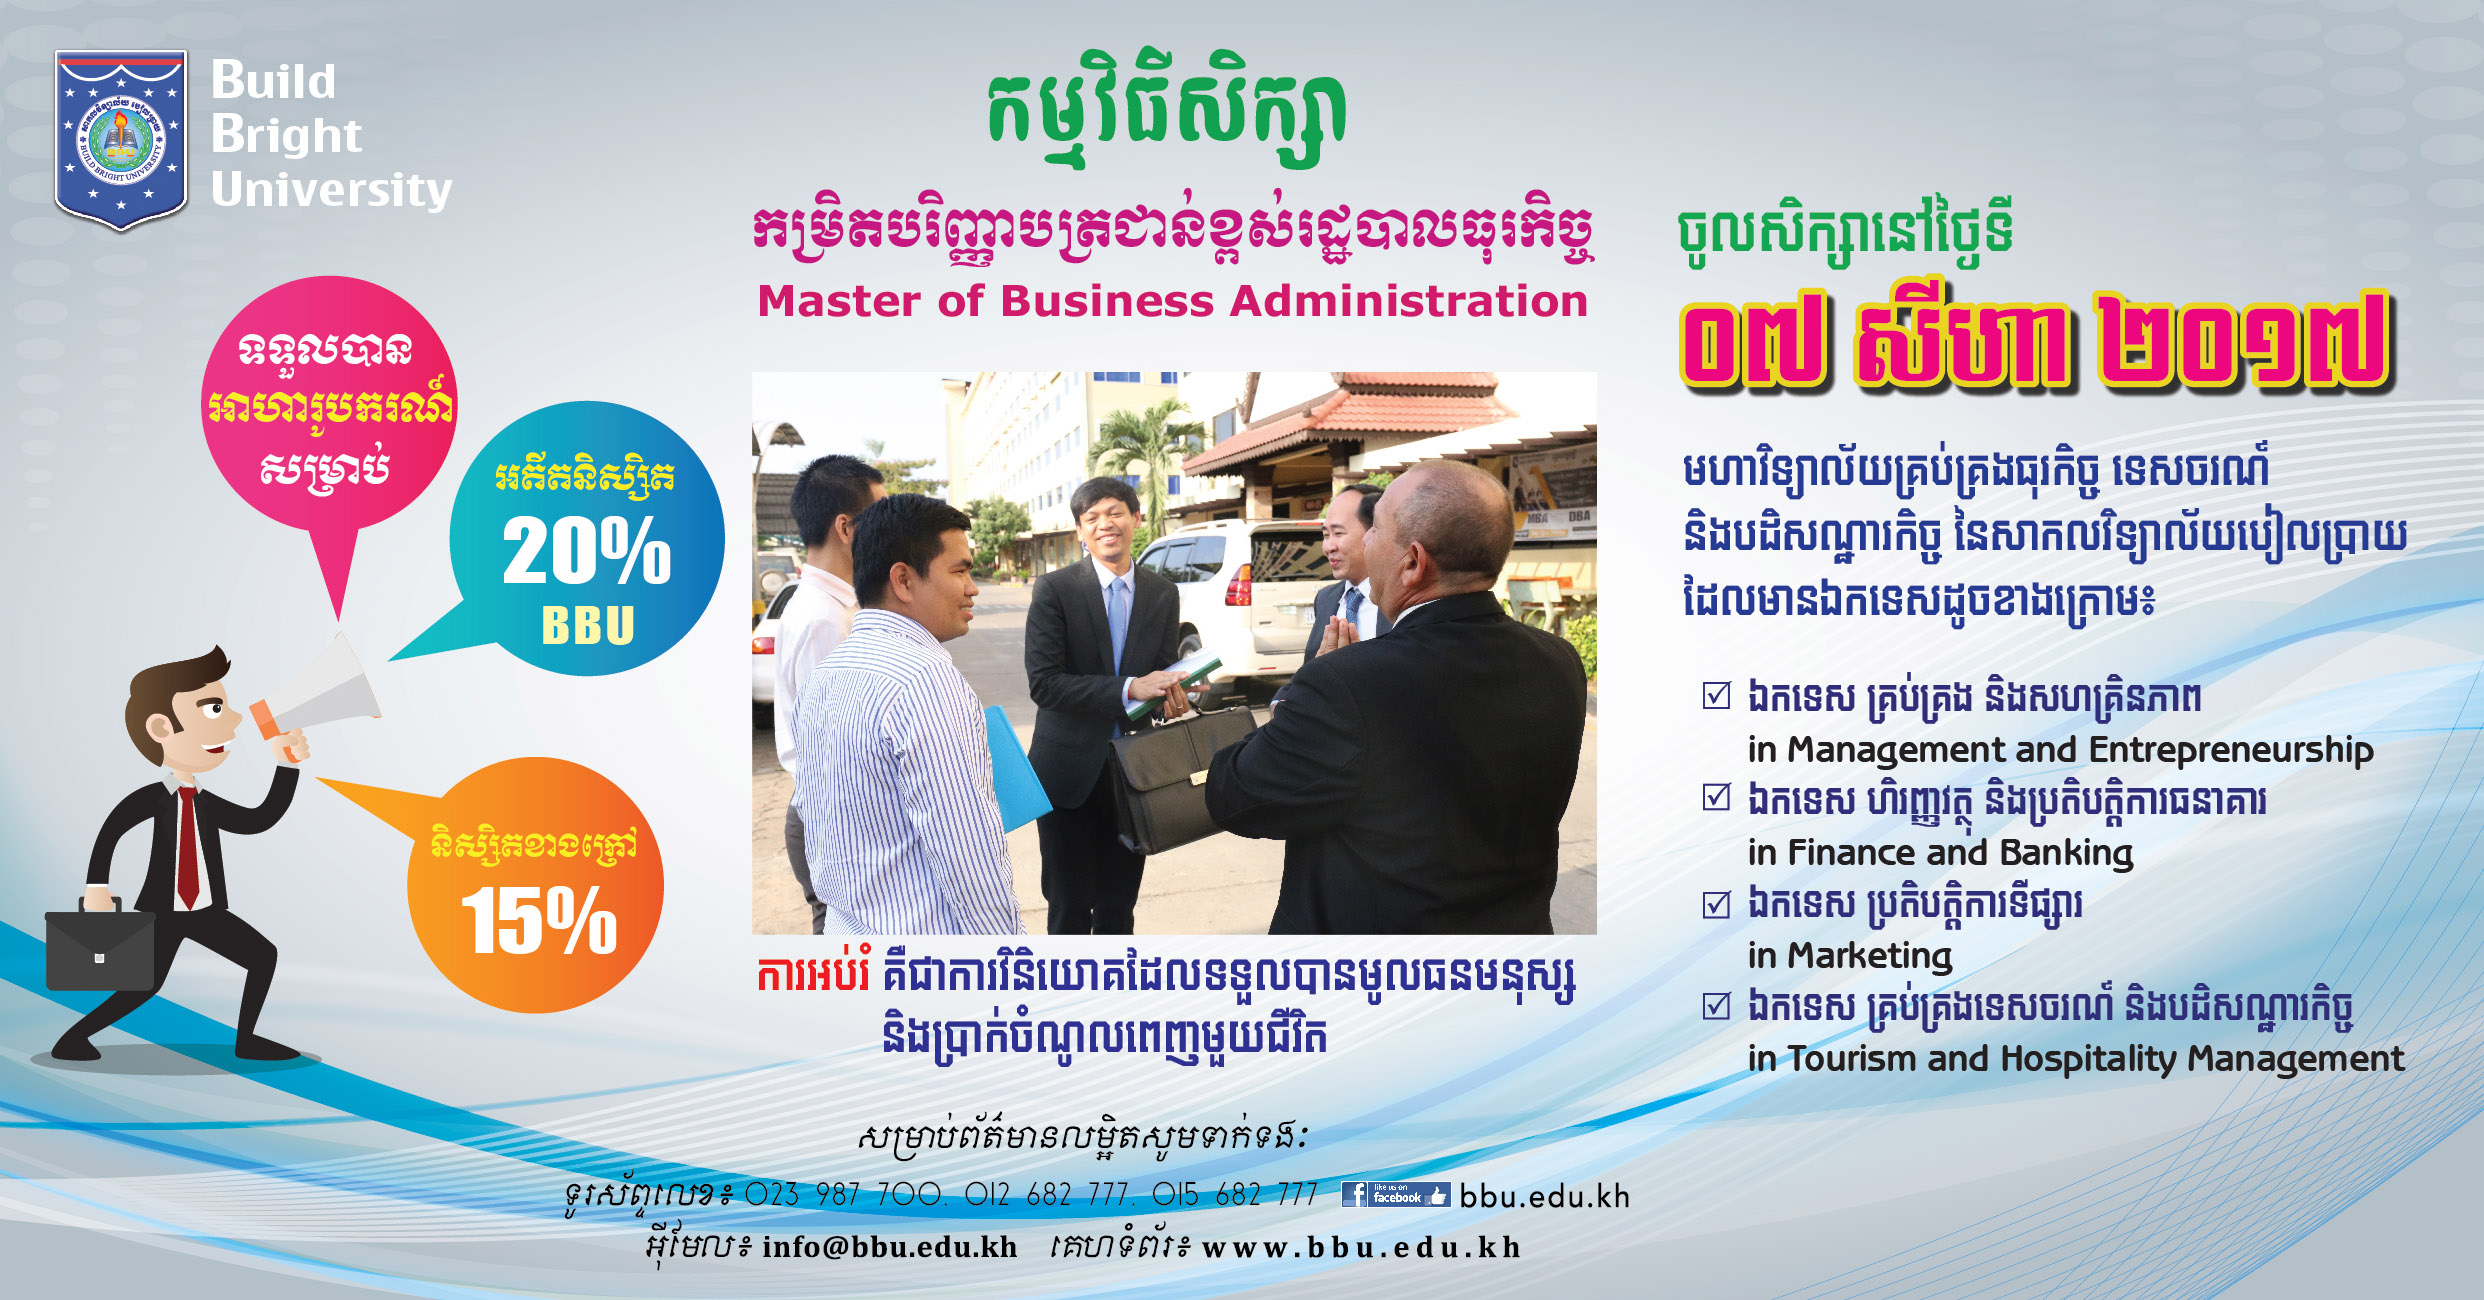 Build
Bright
University
កម្មវិធីសិក្សា
កម្រិតបរិញ្ញាបត្រជាន់ខ្ពស់រដ្ឋបាលធុរកិច្ច
Master of Business Administration
ទទួលបាន
អាហារូបករណ៍
សម្រាប់
អតីតនិស្សិត
20%
BBU
និស្សិតខាងក្រៅ
15%
MBA DBA
ការអប់រំ គឺជាការវិនិយោគដែលទទួលបានមូលធនមនុស្ស
និងប្រាក់ចំណូលពេញមួយជីវិត
ចូលសិក្សានៅថ្ងៃទី
០៧ សីហា ២០១៧
មហាវិទ្យាល័យគ្រប់គ្រងធុរកិច្ច ទេសចរណ៍
និងបដិសណ្ឋារកិច្ច នៃសាកលវិទ្យាល័យបៀលប្រាយ
ដែលមានឯកទេសដូចខាងក្រោម៖
ឯកទេស គ្រប់គ្រង និងសហគ្រិនភាព
in Management and Entrepreneurship
ឯកទេស ហិរញ្ញវត្ថុ និងប្រតិបត្តិការធនាគារ
in Finance and Banking
ឯកទេស ប្រតិបត្តិការទីផ្សារ
in Marketing
ឯកទេស គ្រប់គ្រងទេសចរណ៍ និងបដិសណ្ឋារកិច្ច
in Tourism and Hospitality Management
សម្រាប់ព័ត៌មានលម្អិតសូមទាក់ទង:
ទូរស័ព្ទលេខ៖ 023 987 700. 012 682 777. 015 682 777 like us on facebook bbu.edu.kh
អ៊ីមែល៖ info@bbu.edu.kh គេហទំព័រ៖ www.bbu.edu.kh